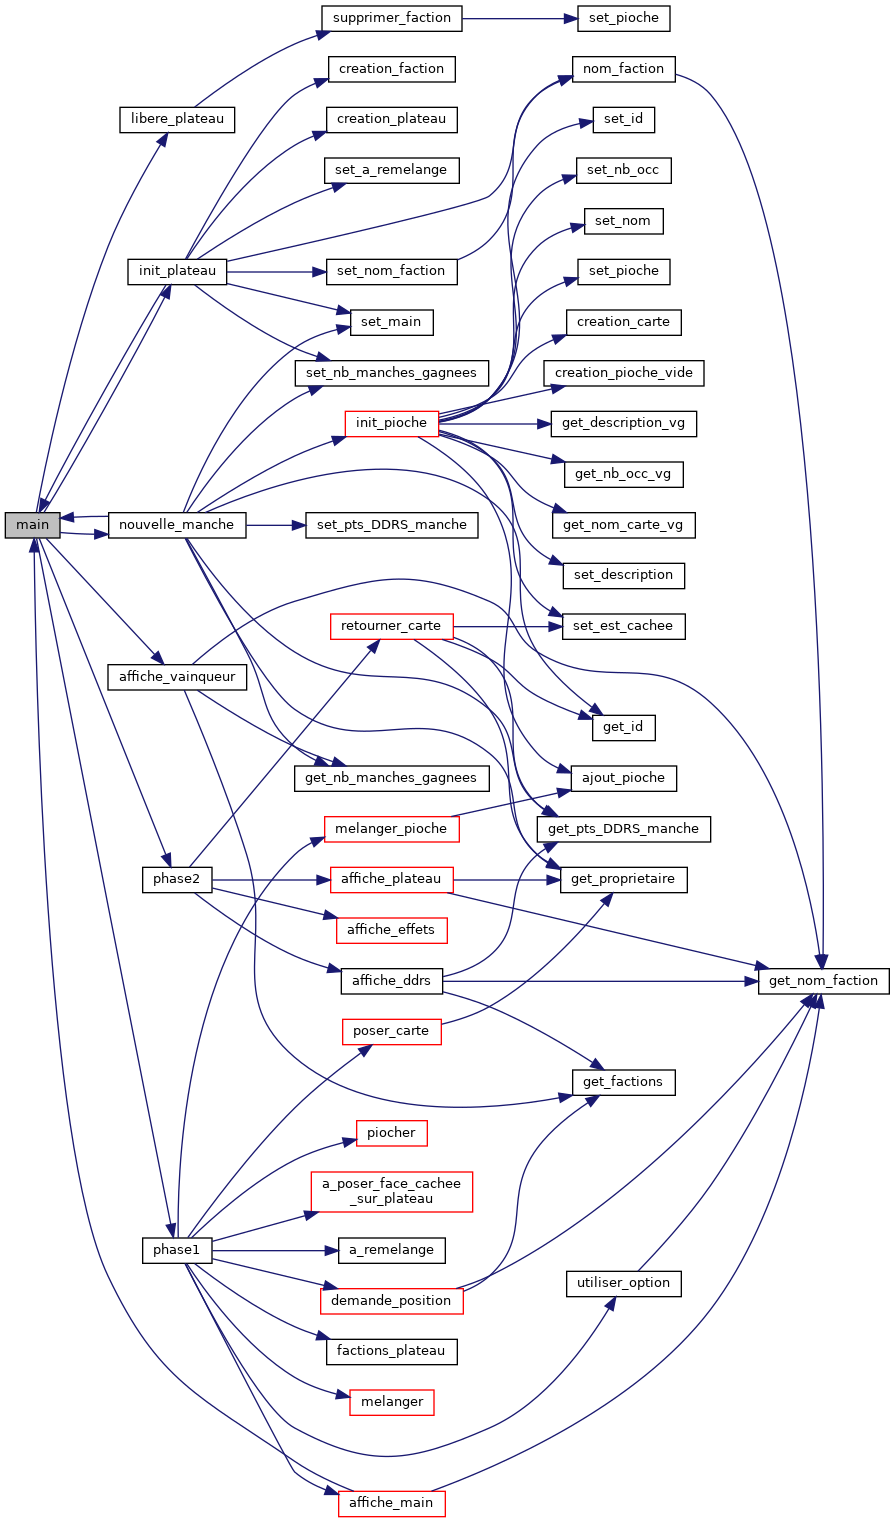 supprimer_faction
set_pioche
creation_faction
nom_faction
libere_plateau
creation_plateau
set_id
set_a_remelange
set_nb_occ
set_nom
init_plateau
set_nom_faction
set_pioche
set_main
creation_carte
set_nb_manches_gagnees
creation_pioche_vide
init_pioche
get_description_vg
get_nb_occ_vg
main
nouvelle_manche
set_pts_DDRS_manche
get_nom_carte_vg
set_description
retourner_carte
set_est_cachee
affiche_vainqueur
get_id
get_nb_manches_gagnees
ajout_pioche
melanger_pioche
get_pts_DDRS_manche
phase2
affiche_plateau
get_proprietaire
affiche_effets
affiche_ddrs
get_nom_faction
poser_carte
get_factions
piocher
a_poser_face_cachee
_sur_plateau
phase1
a_remelange
utiliser_option
demande_position
factions_plateau
melanger
affiche_main